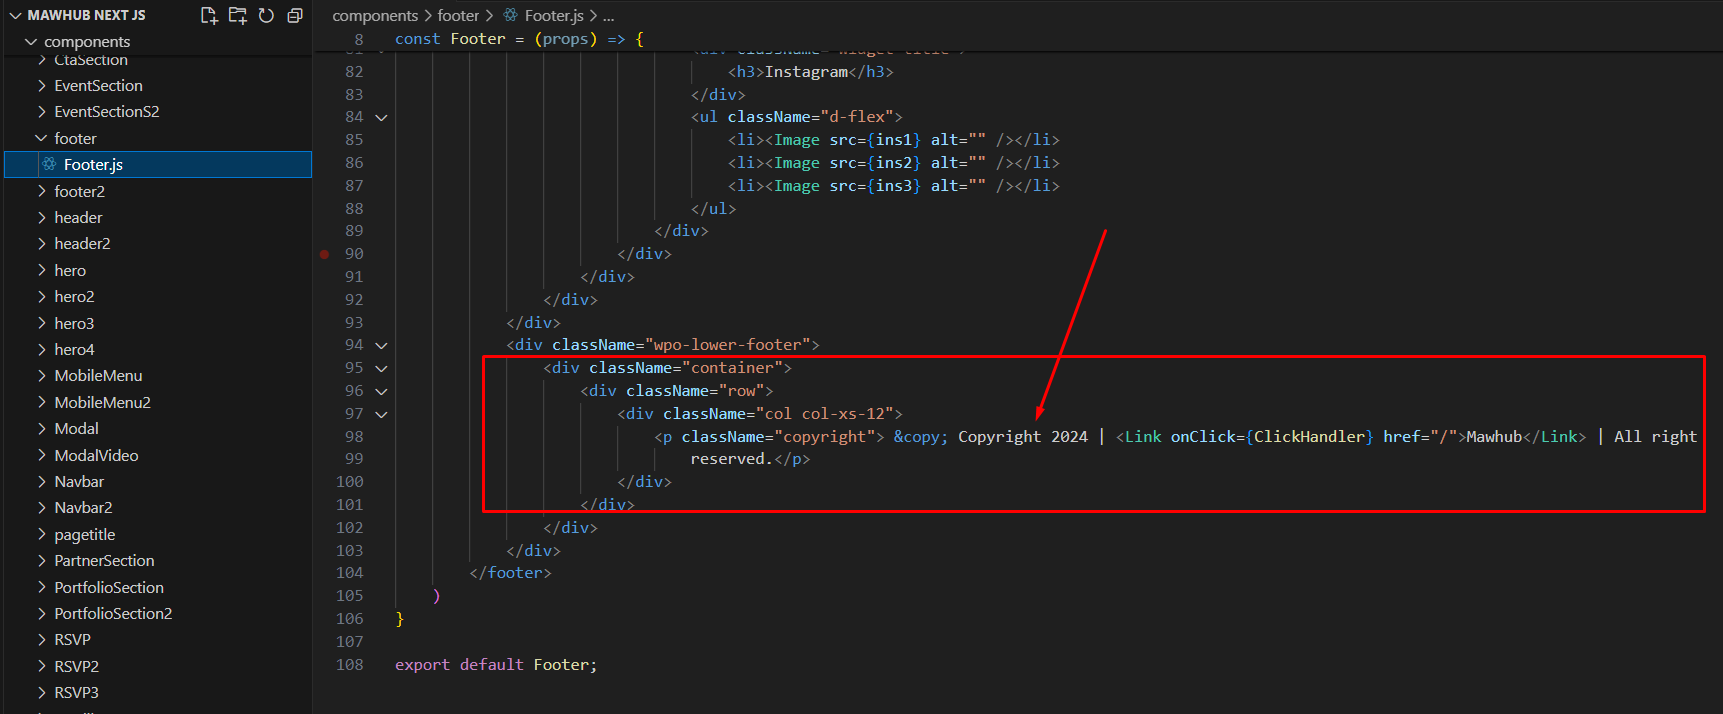 MAWHUB NEXT JS
components
CtaSection
EventSection
EventSectionS2
footer
Footer.js
footer2
header
header2
hero
hero2
hero3
hero4
MobileMenu
MobileMenu2
Modal
ModalVideo
Navbar
Navbar2
pagetitle
PartnerSection
PortfolioSection
PortfolioSection2
RSVP
RSVP2
RSVP3
components > footer > Footer.js > ...
8 const Footer = (props) => {
82 <h3>Instagram</h3>
83 </div>
84 <ul className="d-flex">
85 <li><Image src={ins1} alt="" /></li>
86 <li><Image src={ins2} alt="" /></li>
87 <li><Image src={ins3} alt="" /></li>
88 </ul>
89 </div>
90 </div>
91 </div>
92 </div>
93 </div>
94 <div className="wpo-lower-footer">
95 <div className="container">
96 <div className="row">
97 <div className="col col-xs-12">
98 <p className="copyright"> &copy; Copyright 2024 | <Link onClick={ClickHandler} href="/">Mawhub</Link> | All right
99 reserved.</p>
100 </div>
101 </div>
102 </div>
103 </div>
104 </footer>
105 )
106 }
107
108 export default Footer;